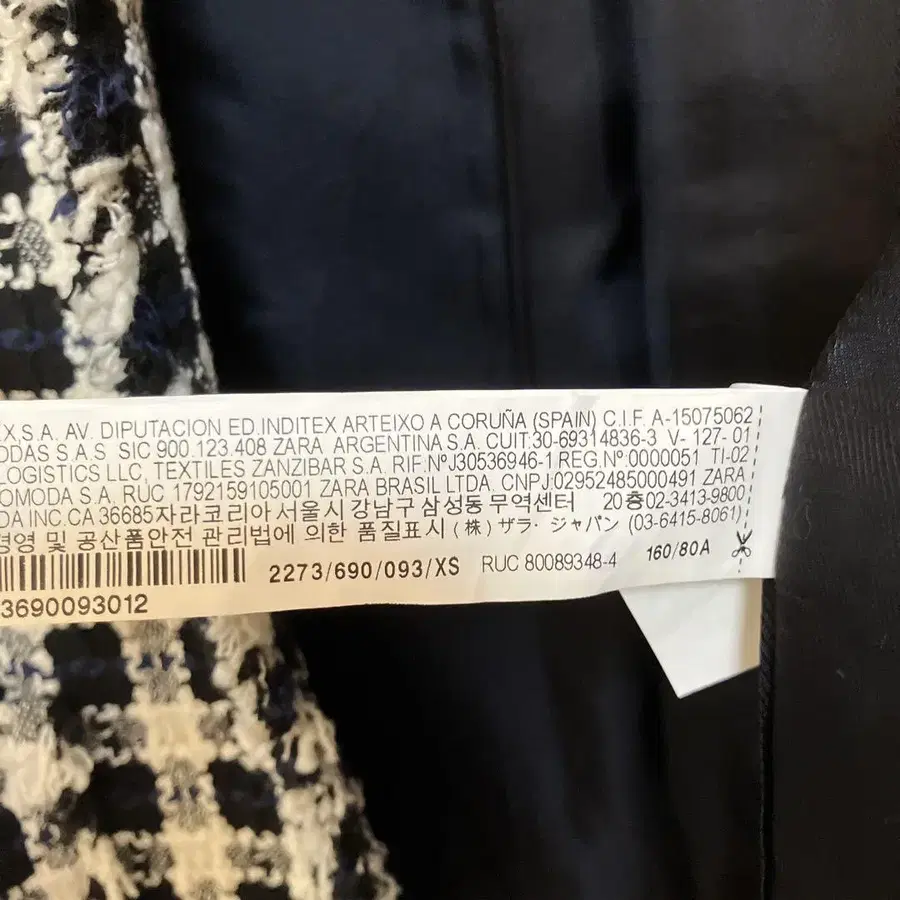 X,S.A. AV. DIPUTACION ED.INDITEX ARTEIXO A CORUÑA (SPAIN) C.I.F. A-15075062
ODAS S A S SIC 900.123.408 ZARA ARGENTINA S.A. CUIT.30-69314836-3 V- 127- 01
LOGISTICS LLC, TEXTILES ZANZIBAR S.A. RIF.NºJ30536946-1 REG.Nº:0000051 TI-02
OMODA S.A. RUC 1792159105001 ZARA BRASIL LTDA. CNPJ:02952485000491 ZARA
DA INC.CA 36685자라코리아 서울시 강남구 삼성동 무역센터 20층02-3413-9800
경영 및 공산품안전 관리법에 의한 품질표시 (株) ザラ・ジャパン (03-6415-8061)
2273/690/093/XS RUC 80089348-4 160/80A
3690093012